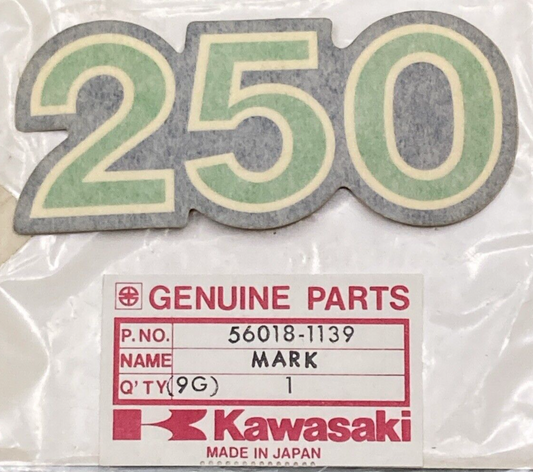 250
GENUINE PARTS
P.NO. 56018-1139
NAME MARK
Q'TY (9G) 1
Kawasaki
MADE IN JAPAN